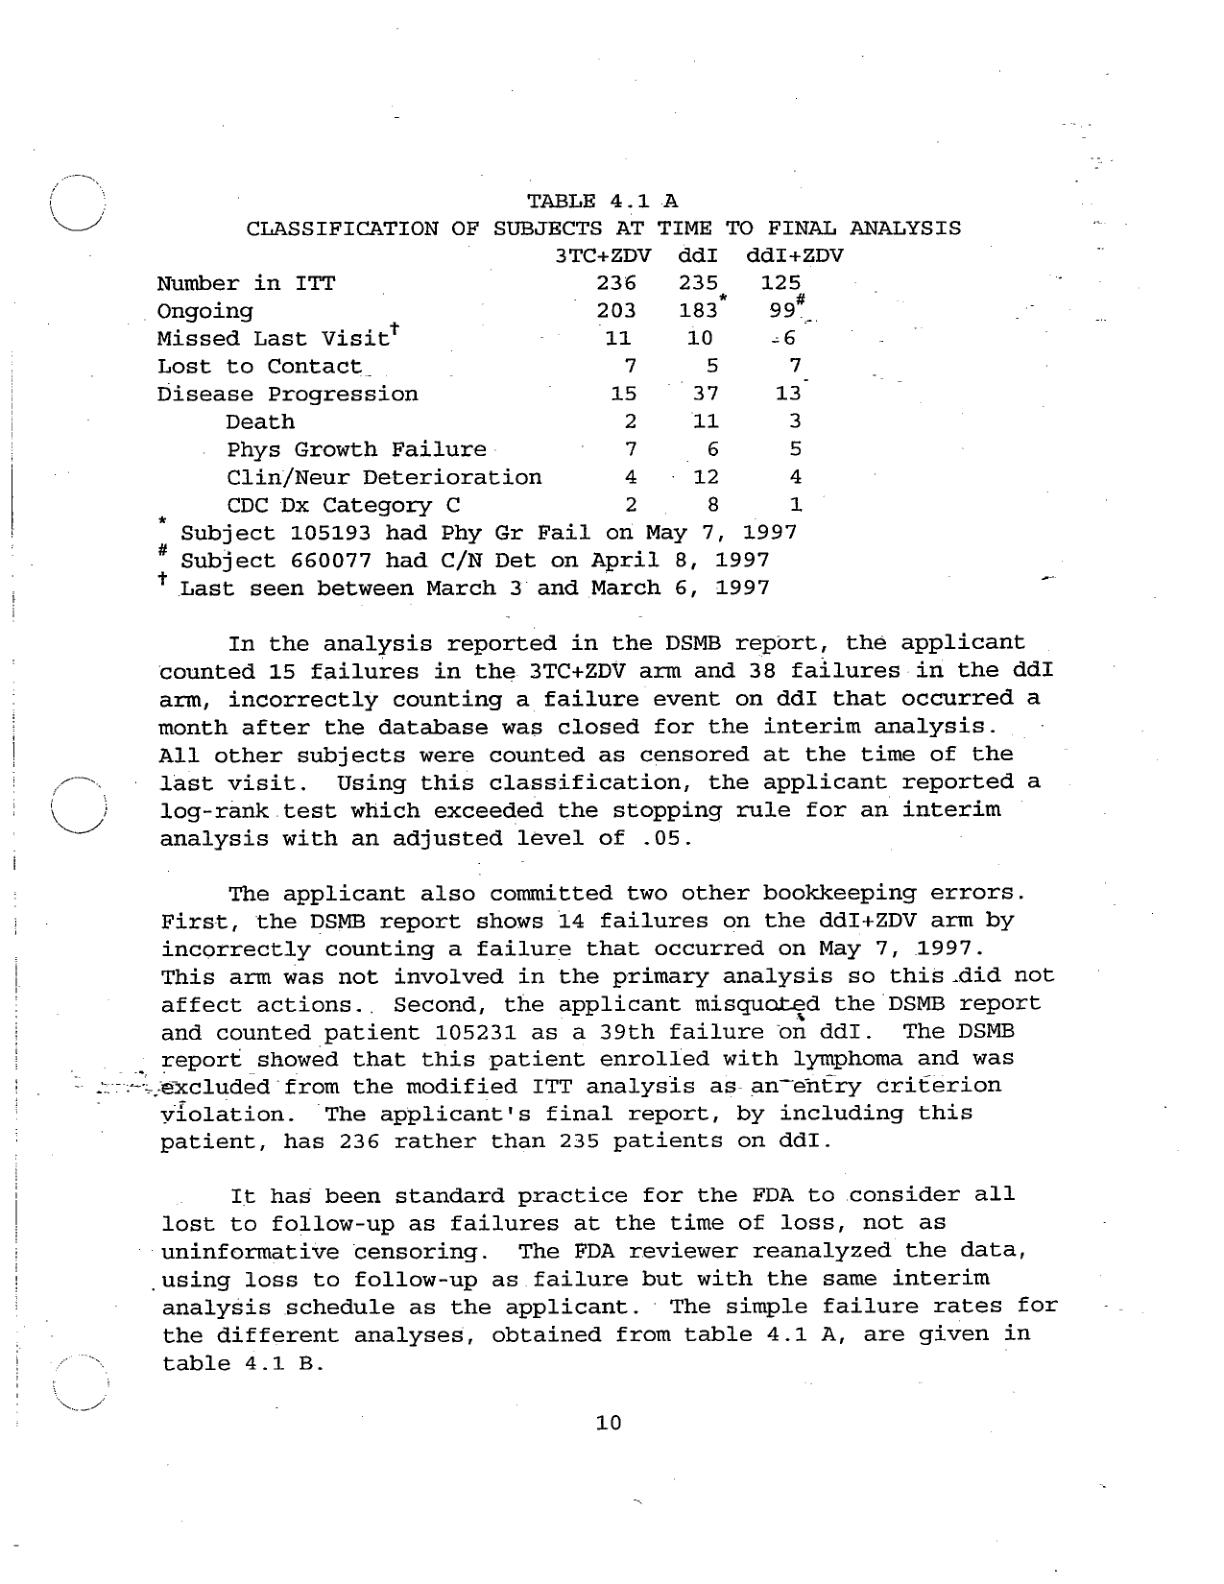 TABLE 4.1 A
CLASSIFICATION OF SUBJECTS AT TIME TO FINAL ANALYSIS
3TC+ZDV ddI ddI+ZDV
Number in ITT 236 235 125
Ongoing 203 183* 99#
Missed Last Visit† 11 10 6
Lost to Contact 7 5 7
Disease Progression 15 37 13
Death 2 11 3
Phys Growth Failure 7 6 5
Clin/Neur Deterioration 4 12 4
CDC Dx Category C 2 8 1
* Subject 105193 had Phy Gr Fail on May 7, 1997
# Subject 660077 had C/N Det on April 8, 1997
† Last seen between March 3 and March 6, 1997
In the analysis reported in the DSMB report, the applicant
counted 15 failures in the 3TC+ZDV arm and 38 failures in the ddI
arm, incorrectly counting a failure event on ddI that occurred a
month after the database was closed for the interim analysis.
All other subjects were counted as censored at the time of the
last visit. Using this classification, the applicant reported a
log-rank test which exceeded the stopping rule for an interim
analysis with an adjusted level of .05.
The applicant also committed two other bookkeeping errors.
First, the DSMB report shows 14 failures on the ddI+ZDV arm by
incorrectly counting a failure that occurred on May 7, 1997.
This arm was not involved in the primary analysis so this did not
affect actions. Second, the applicant misquoted the DSMB report
and counted patient 105231 as a 39th failure on ddI. The DSMB
report showed that this patient enrolled with lymphoma and was
excluded from the modified ITT analysis as an entry criterion
violation. The applicant's final report, by including this
patient, has 236 rather than 235 patients on ddI.
It has been standard practice for the FDA to consider all
lost to follow-up as failures at the time of loss, not as
uninformative censoring. The FDA reviewer reanalyzed the data,
using loss to follow-up as failure but with the same interim
analysis schedule as the applicant. The simple failure rates for
the different analyses, obtained from table 4.1 A, are given in
table 4.1 B.
10